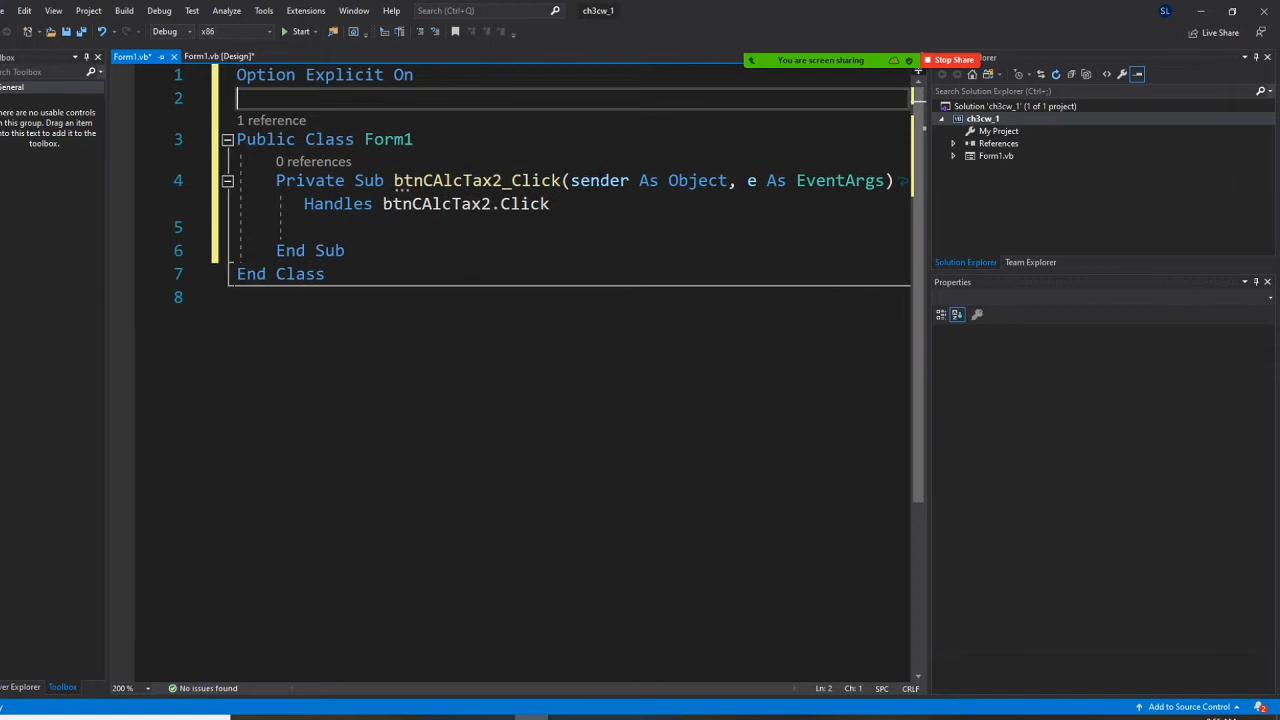 Edit View Project Build Debug Test Analyze Tools Extensions Window Help Search (Ctrl+Q) ch3cw_1 SL
Debug x86 Start Live Share
Form1.vb* Form1.vb [Design]*
You are screen sharing Stop Share
Search Toolbox
General
here are no usable controls
n this group. Drag an item
onto this text to add it to the
toolbox.
1 Option Explicit On
2
1 reference
3 Public Class Form1
0 references
4 Private Sub btnCAlcTax2_Click(sender As Object, e As EventArgs)
Handles btnCAlcTax2.Click
5
6 End Sub
7 End Class
8
Search Solution Explorer (Ctrl+;)
Solution 'ch3cw_1' (1 of 1 project)
ch3cw_1
My Project
References
Form1.vb
Solution Explorer Team Explorer
Properties
er Explorer Toolbox
200 % No issues found Ln: 2 Ch: 1 SPC CRLF
Add to Source Control 2